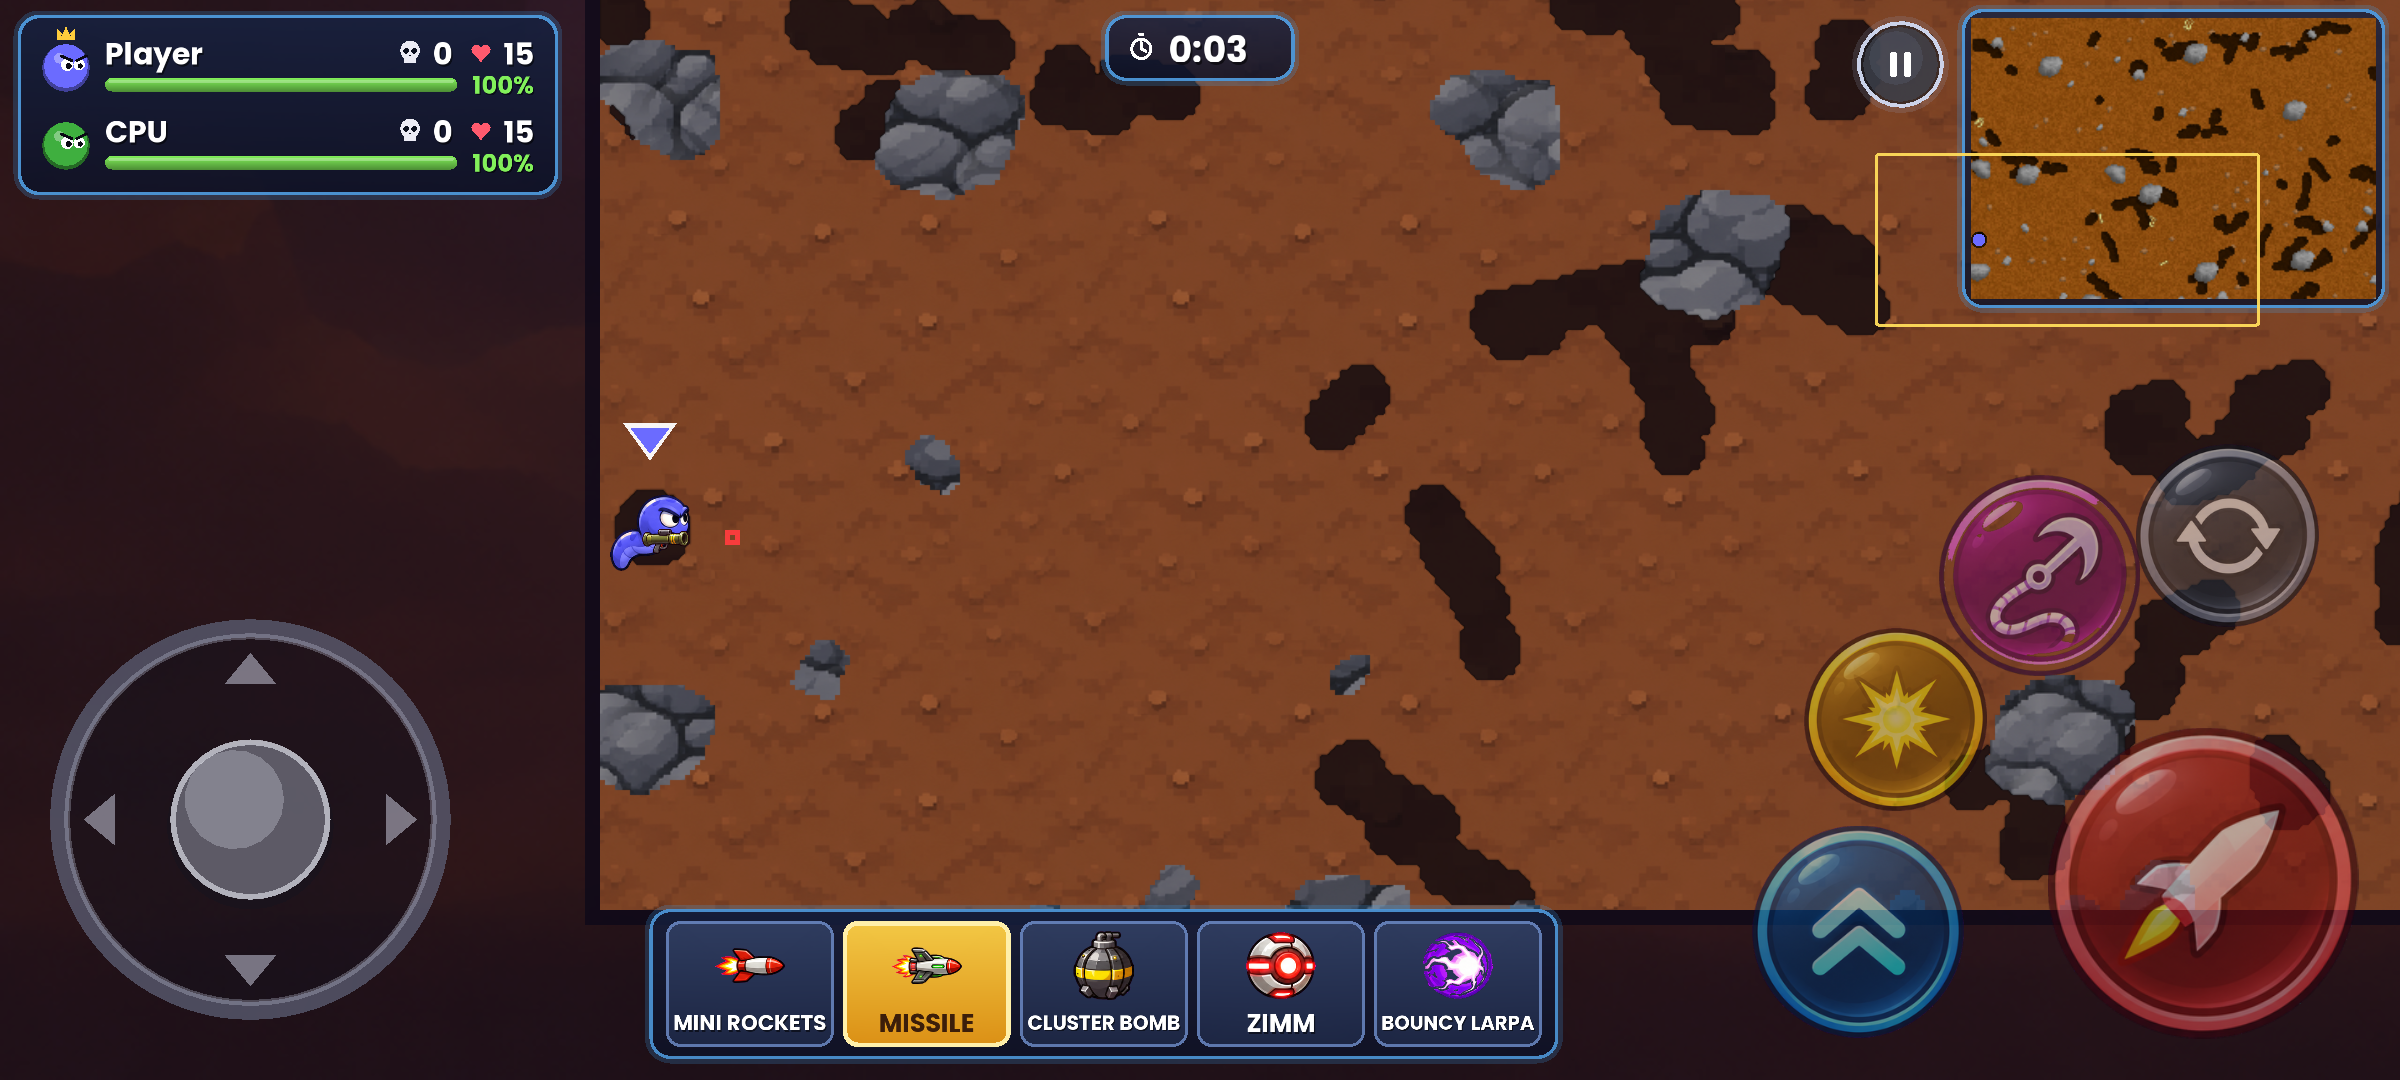 Player 0 15
100%
CPU 0 15
100%
0:03
MINI ROCKETS
MISSILE
CLUSTER BOMB
ZIMM
BOUNCY LARPA